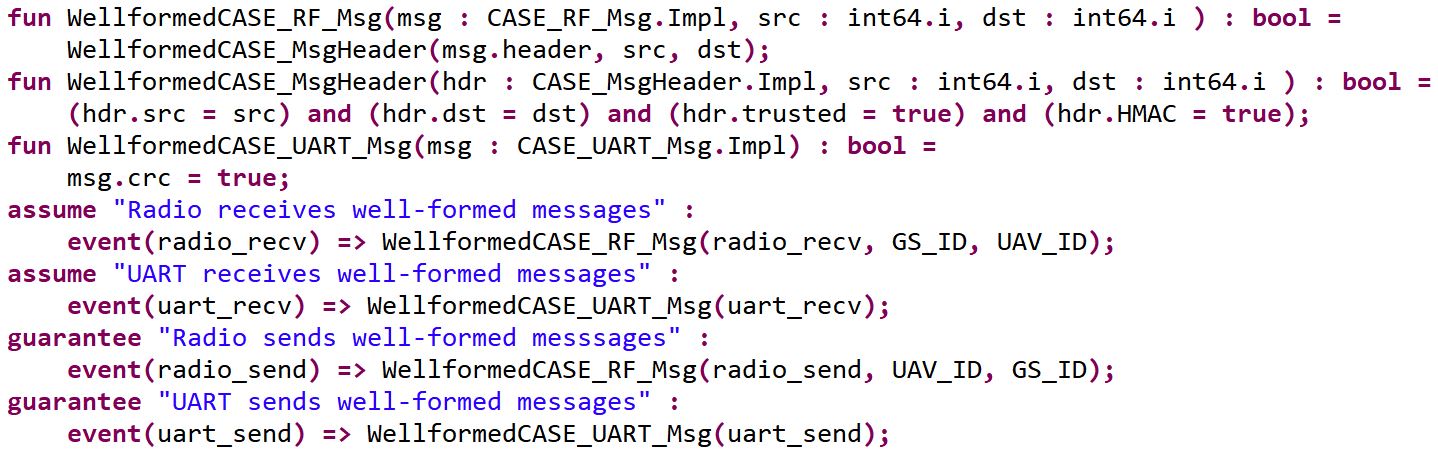 fun WellformedCASE_RF_Msg(msg : CASE_RF_Msg.Impl, src : int64.i, dst : int64.i ) : bool =
    WellformedCASE_MsgHeader(msg.header, src, dst);
fun WellformedCASE_MsgHeader(hdr : CASE_MsgHeader.Impl, src : int64.i, dst : int64.i ) : bool =
    (hdr.src = src) and (hdr.dst = dst) and (hdr.trusted = true) and (hdr.HMAC = true);
fun WellformedCASE_UART_Msg(msg : CASE_UART_Msg.Impl) : bool =
    msg.crc = true;
assume "Radio receives well-formed messages" :
    event(radio_recv) => WellformedCASE_RF_Msg(radio_recv, GS_ID, UAV_ID);
assume "UART receives well-formed messages" :
    event(uart_recv) => WellformedCASE_UART_Msg(uart_recv);
guarantee "Radio sends well-formed messsages" :
    event(radio_send) => WellformedCASE_RF_Msg(radio_send, UAV_ID, GS_ID);
guarantee "UART sends well-formed messages" :
    event(uart_send) => WellformedCASE_UART_Msg(uart_send);